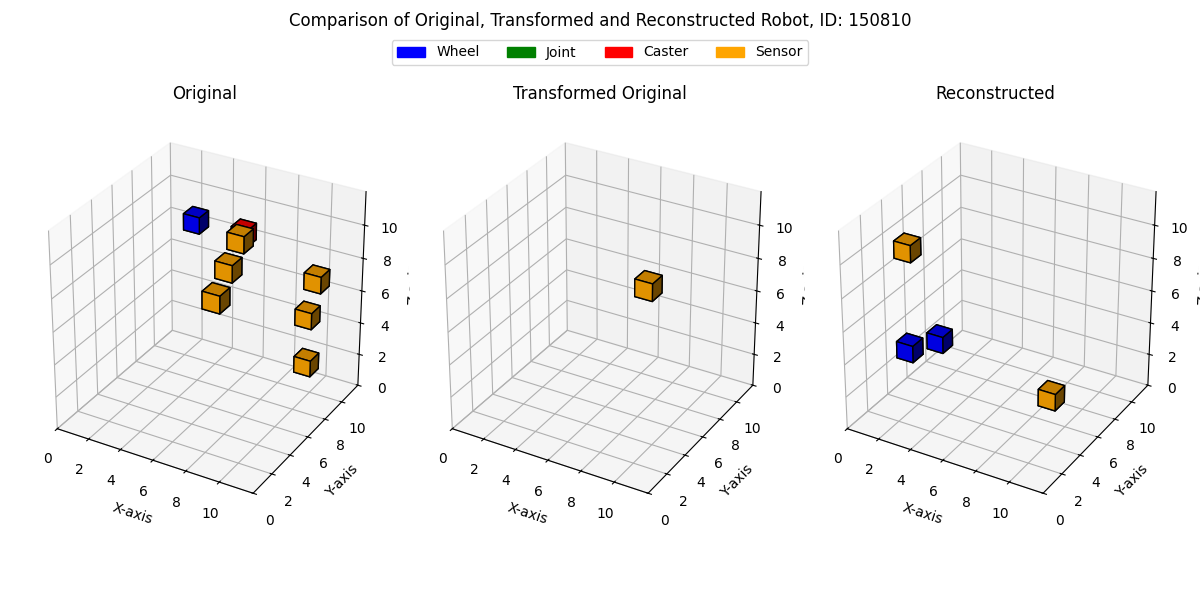 Comparison of Original, Transformed and Reconstructed Robot, ID: 150810
Wheel Joint Caster Sensor
Original
Transformed Original
Reconstructed
0 2 4 6 8 10
X-axis
0 2 4 6 8 10
Y-axis
0 2 4 6 8 10
0 2 4 6 8 10
X-axis
0 2 4 6 8 10
Y-axis
0 2 4 6 8 10
0 2 4 6 8 10
X-axis
0 2 4 6 8 10
Y-axis
0 2 4 6 8 10